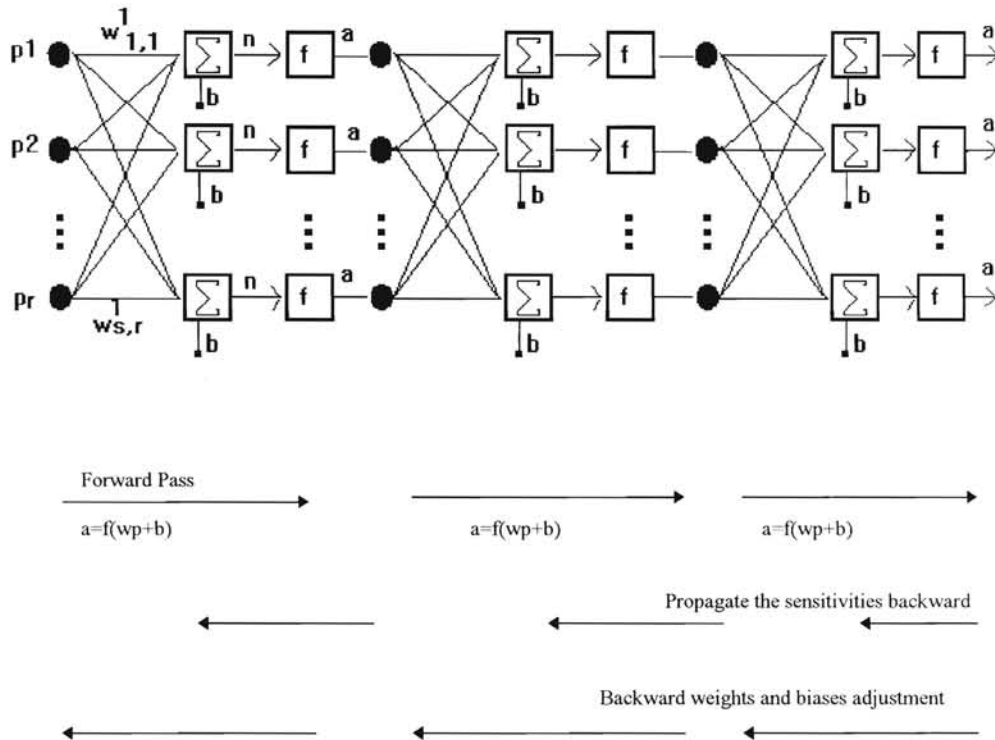 w 1 1,1 n a a
p1 Σ f Σ f Σ f
b b b
n a a
p2 Σ f Σ f Σ f
b b b
n a a
pr Σ f Σ f Σ f
1 ws,r
b b b
Forward Pass
a=f(wp+b) a=f(wp+b) a=f(wp+b)
Propagate the sensitivities backward
Backward weights and biases adjustment